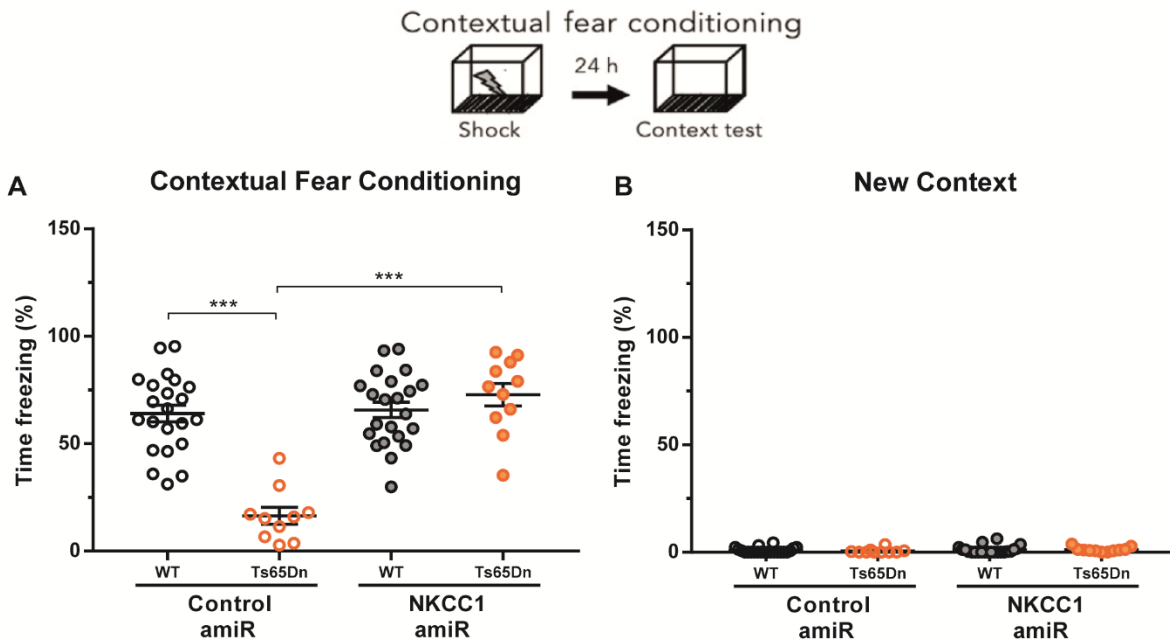 Contextual fear conditioning
24 h
Shock
Context test
A
Contextual Fear Conditioning
Time freezing (%)
150
100
50
0
***
***
WT
Ts65Dn
WT
Ts65Dn
Control
amiR
NKCC1
amiR
B
New Context
Time freezing (%)
150
100
50
0
WT
Ts65Dn
WT
Ts65Dn
Control
amiR
NKCC1
amiR